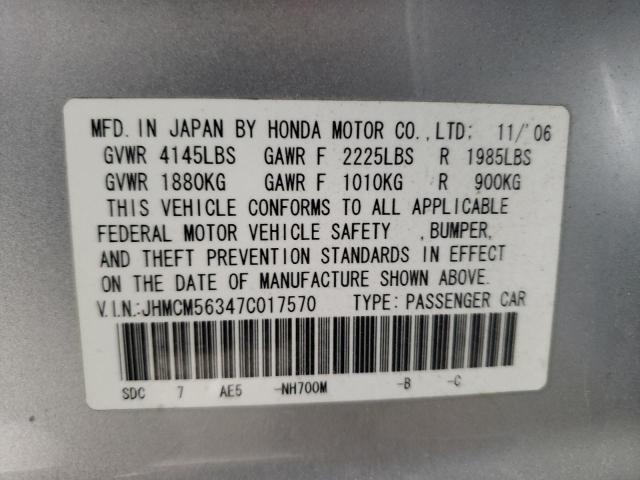 MFD. IN JAPAN BY HONDA MOTOR CO., LTD: 11/'06
GVWR 4145LBS GAWR F 2225LBS R 1985LBS
GVWR 1880KG GAWR F 1010KG R 900KG
THIS VEHICLE CONFORMS TO ALL APPLICABLE
FEDERAL MOTOR VEHICLE SAFETY , BUMPER,
AND THEFT PREVENTION STANDARDS IN EFFECT
ON THE DATE OF MANUFACTURE SHOWN ABOVE.
V.I.N.:JHMCM56347C017570 TYPE: PASSENGER CAR
SDC 7 AE5 -NH700M -B -C